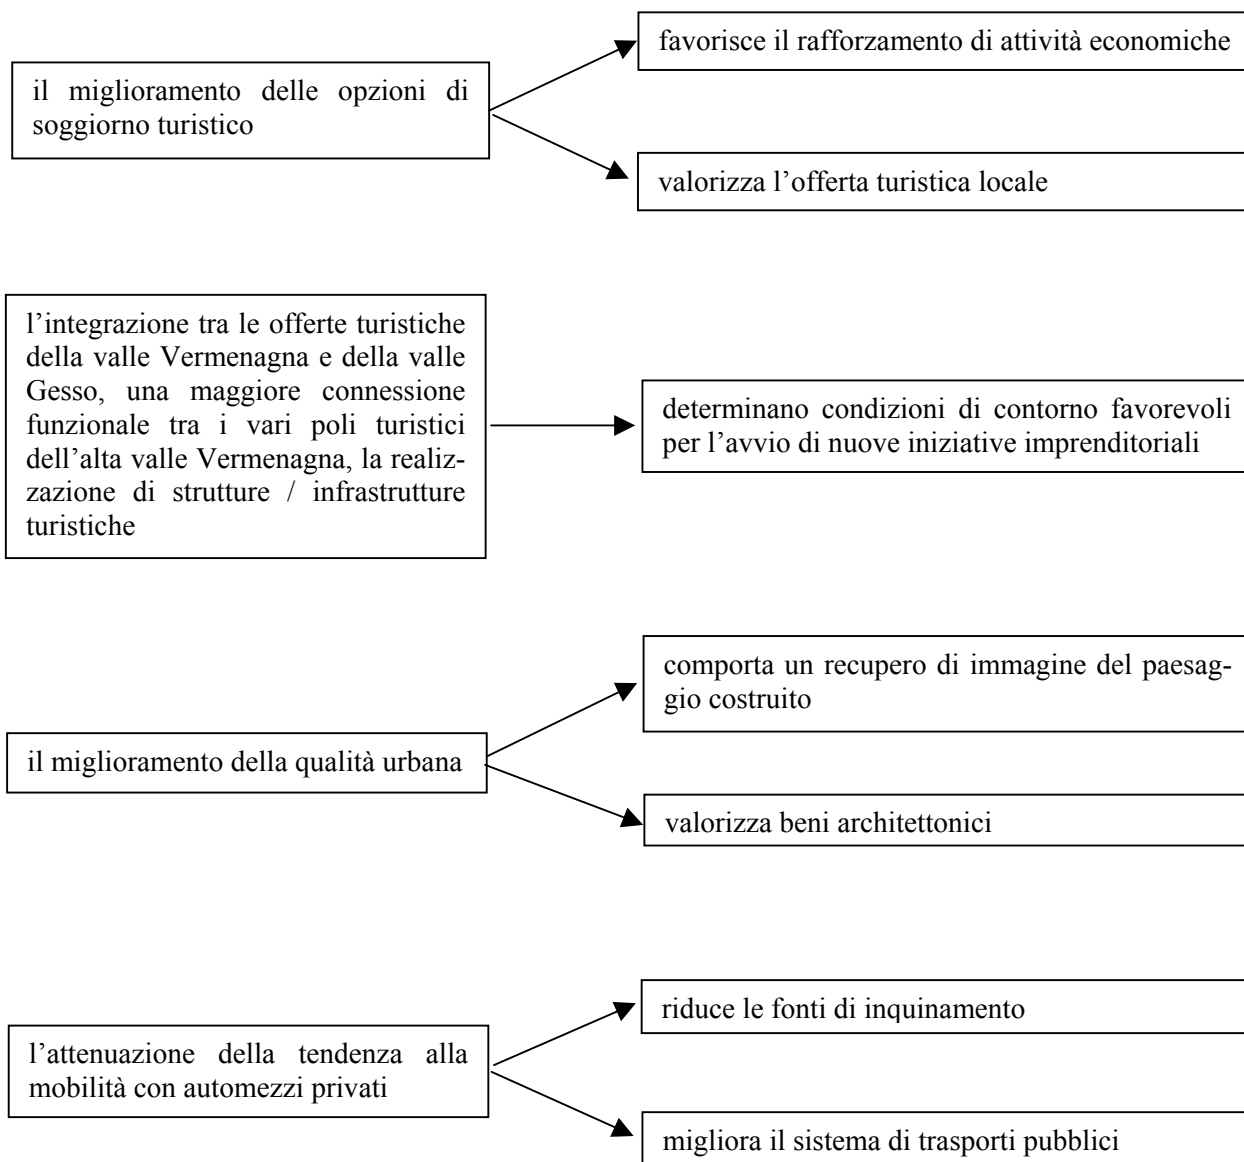 favorisce il rafforzamento di attività economiche
il miglioramento delle opzioni di
soggiorno turistico
valorizza l’offerta turistica locale
l’integrazione tra le offerte turistiche
della valle Vermenagna e della valle
Gesso, una maggiore connessione
funzionale tra i vari poli turistici
dell’alta valle Vermenagna, la realiz-
zazione di strutture / infrastrutture
turistiche
determinano condizioni di contorno favorevoli
per l’avvio di nuove iniziative imprenditoriali
comporta un recupero di immagine del paesag-
gio costruito
il miglioramento della qualità urbana
valorizza beni architettonici
riduce le fonti di inquinamento
l’attenuazione della tendenza alla
mobilità con automezzi privati
migliora il sistema di trasporti pubblici